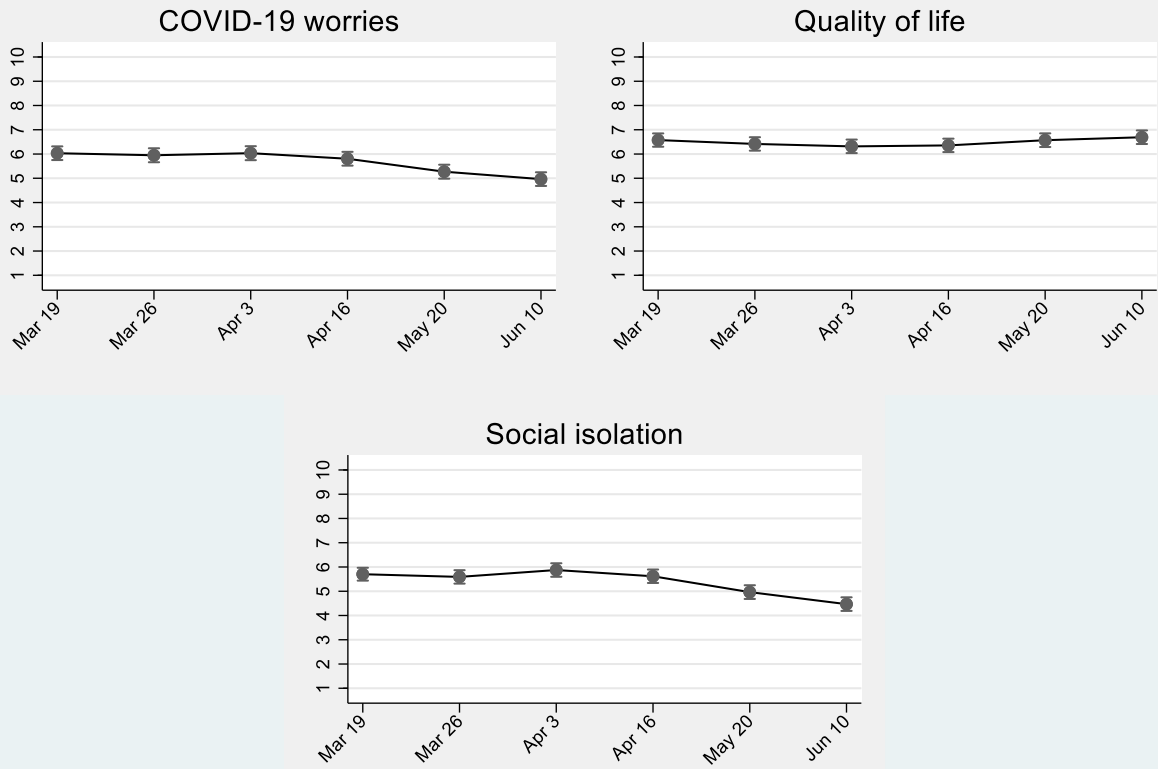 COVID-19 worries
10
9
8
7
6
5
4
3
2
1
Mar 19
Mar 26
Apr 3
Apr 16
May 20
Jun 10
Quality of life
10
9
8
7
6
5
4
3
2
1
Mar 19
Mar 26
Apr 3
Apr 16
May 20
Jun 10
Social isolation
10
9
8
7
6
5
4
3
2
1
Mar 19
Mar 26
Apr 3
Apr 16
May 20
Jun 10